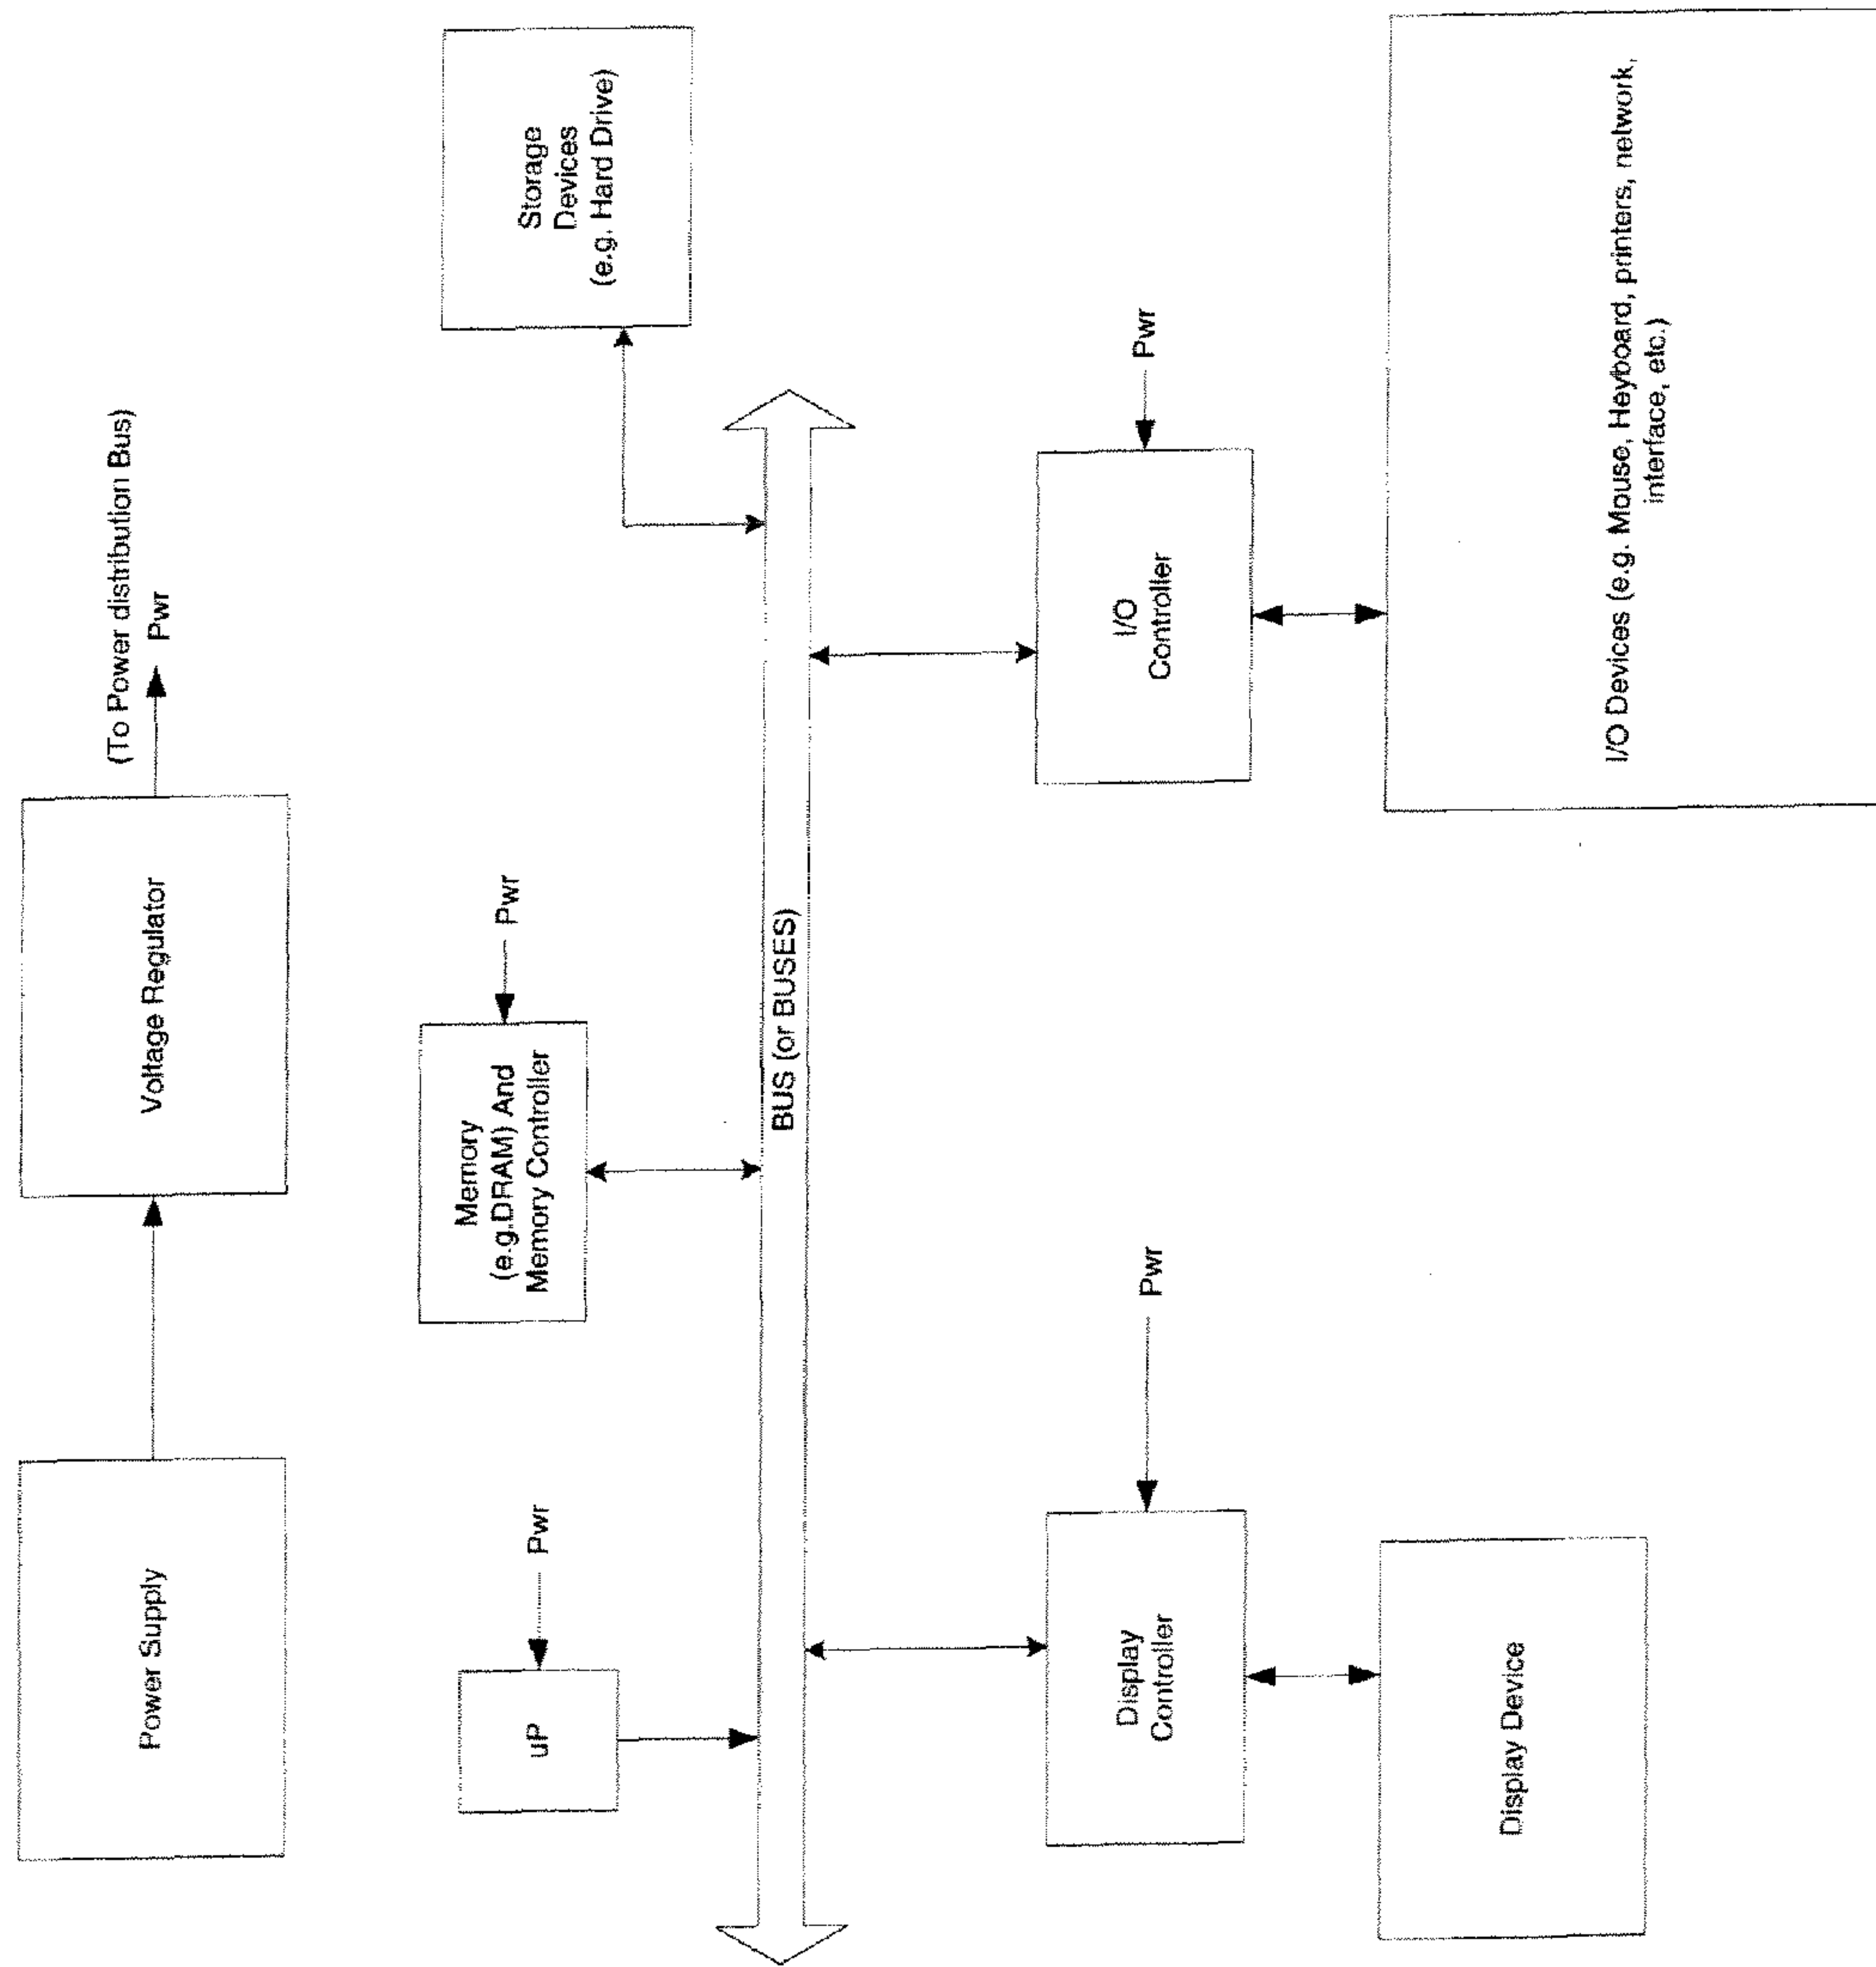 Power Supply
Voltage Regulator
(To Power distribution Bus)
Pwr
uP
Pwr
Memory
(e.g.DRAM) And
Memory Controller
Pwr
Storage
Devices
(e.g. Hard Drive)
BUS (or BUSES)
Display
Controller
Pwr
I/O
Controller
Pwr
Display Device
I/O Devices (e.g. Mouse, Heyboard, printers, network,
interface, etc.)